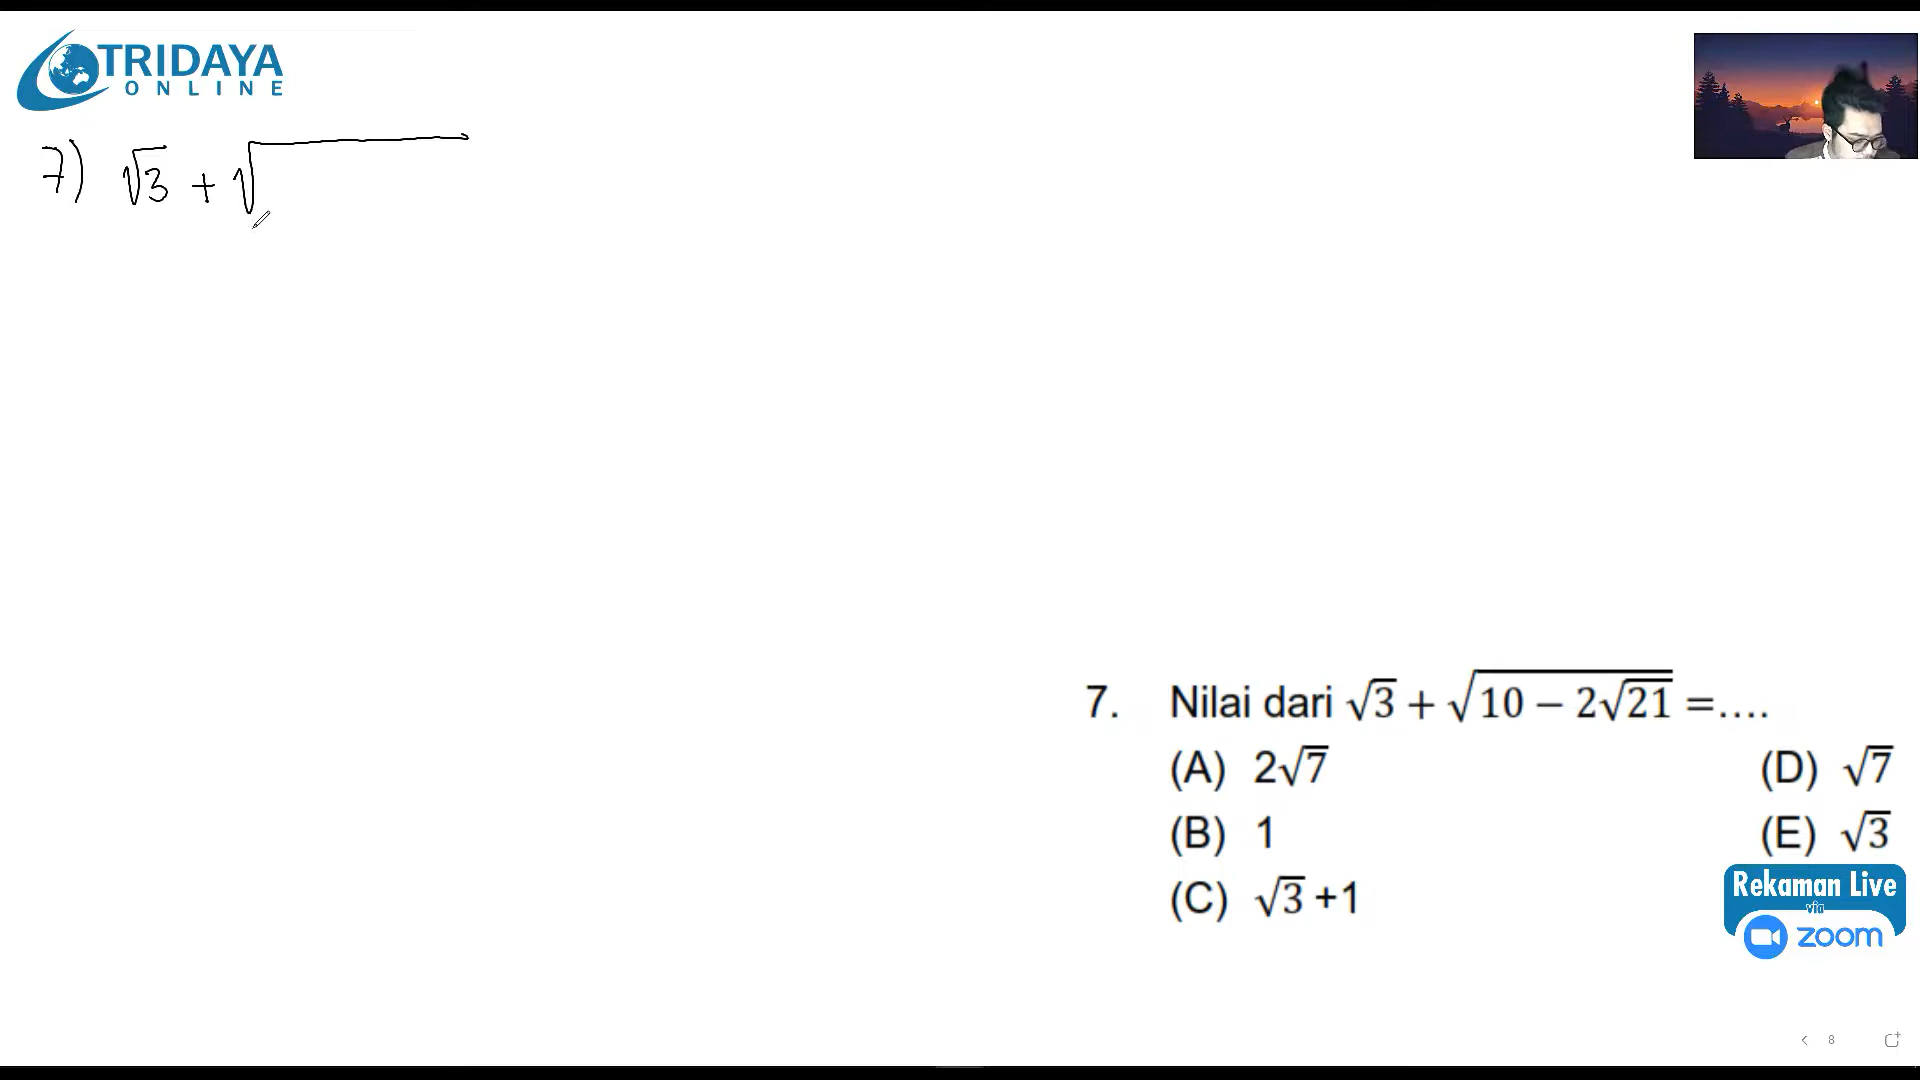 TRIDAYA
ONLINE
7) √3 + √
7. Nilai dari √3 + √(10 − 2√21) =....
(A) 2√7 (D) √7
(B) 1 (E) √3
(C) √3 +1
Rekaman Live
via
zoom
8